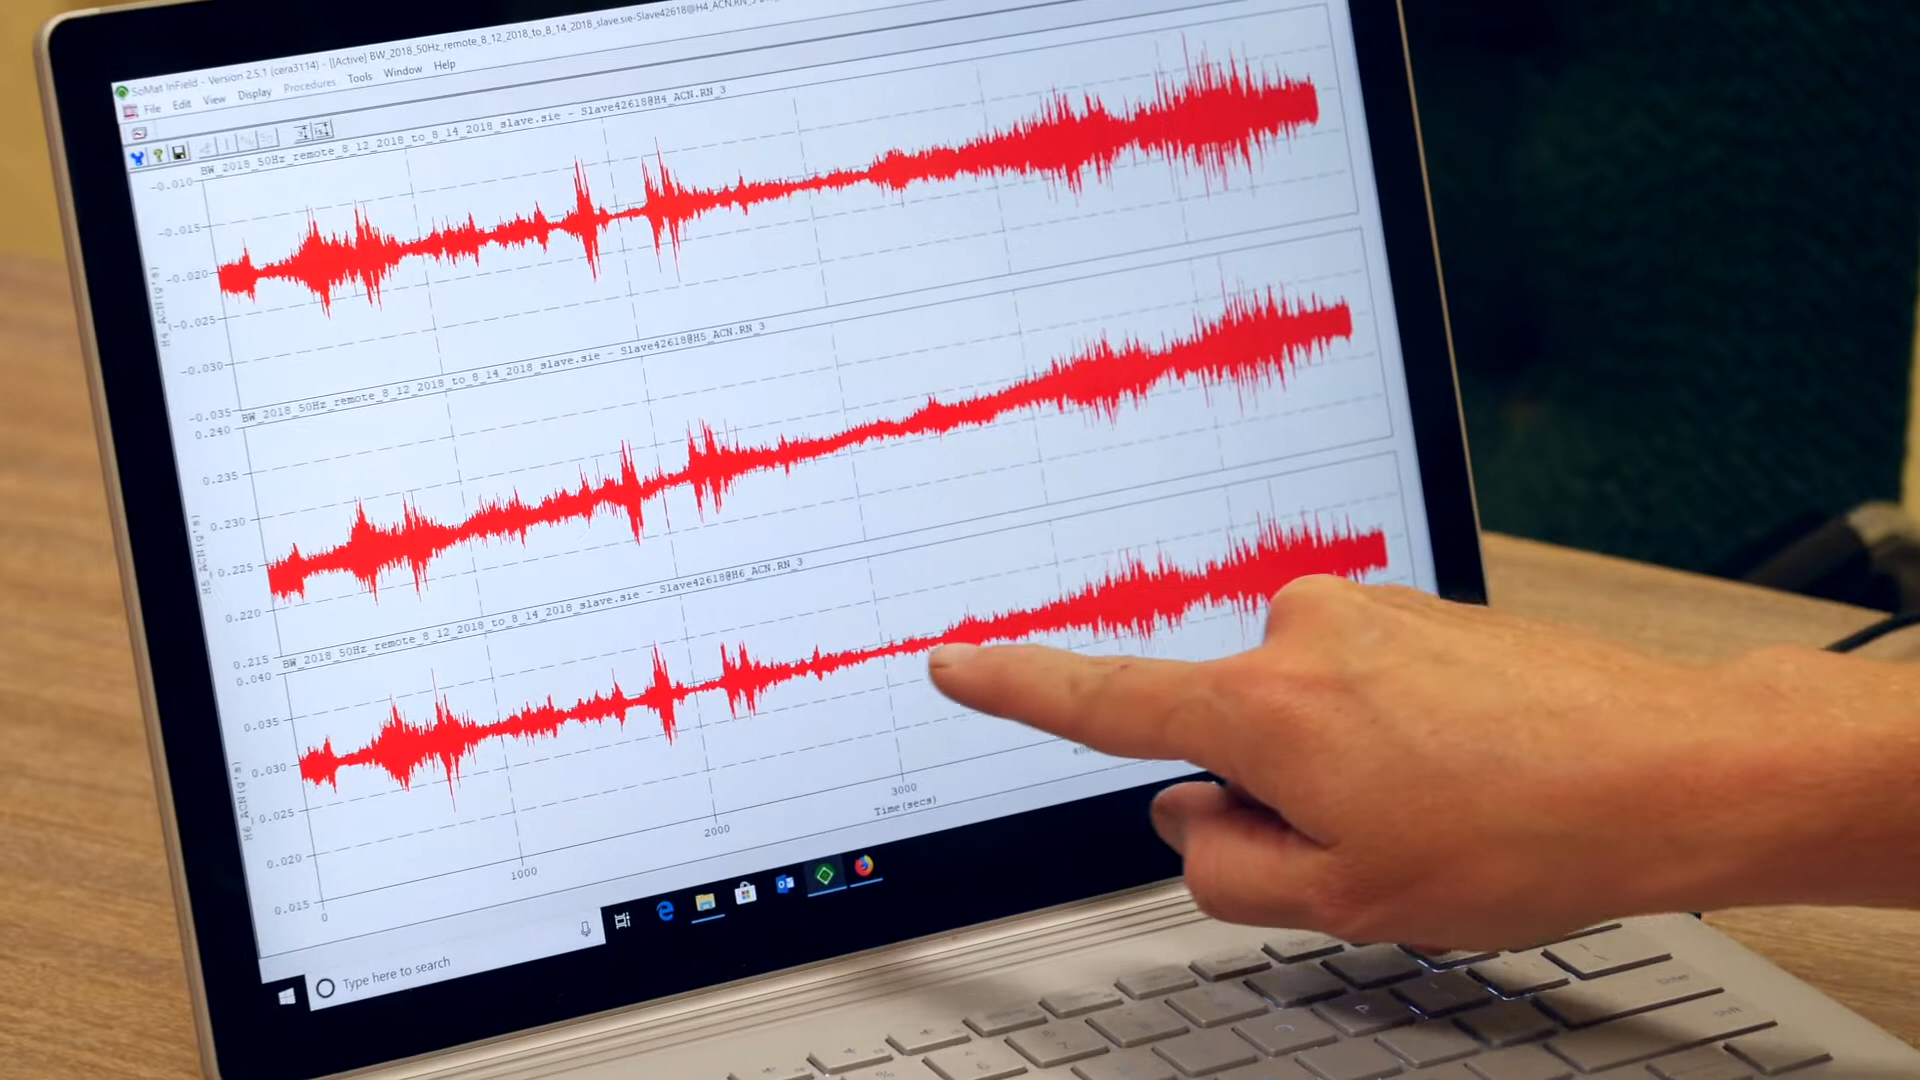 SoMat InField - Version 2.5.1 (cera3114) - [[Active] BW_2018_50Hz_remote_8_12_2018_to_8_14_2018_slave.sie-Slave42618@H4_ACN.RN_3
File Edit View Display Procedures Tools Window Help
BW_2018_50Hz_remote_8_12_2018_to_8_14_2018_slave.sie - Slave42618@H4_ACN.RN_3
-0.010
-0.015
-0.020
-0.025
-0.030
-0.035
H4_ACN(g's)
BW_2018_50Hz_remote_8_12_2018_to_8_14_2018_slave.sie - Slave42618@H5_ACN.RN_3
0.240
0.235
0.230
0.225
0.220
0.215
H5_ACN(g's)
BW_2018_50Hz_remote_8_12_2018_to_8_14_2018_slave.sie - Slave42618@H6_ACN.RN_3
0.040
0.035
0.030
0.025
0.020
0.015
H6_ACN(g's)
0 1000 2000 3000
Time(secs)
Type here to search